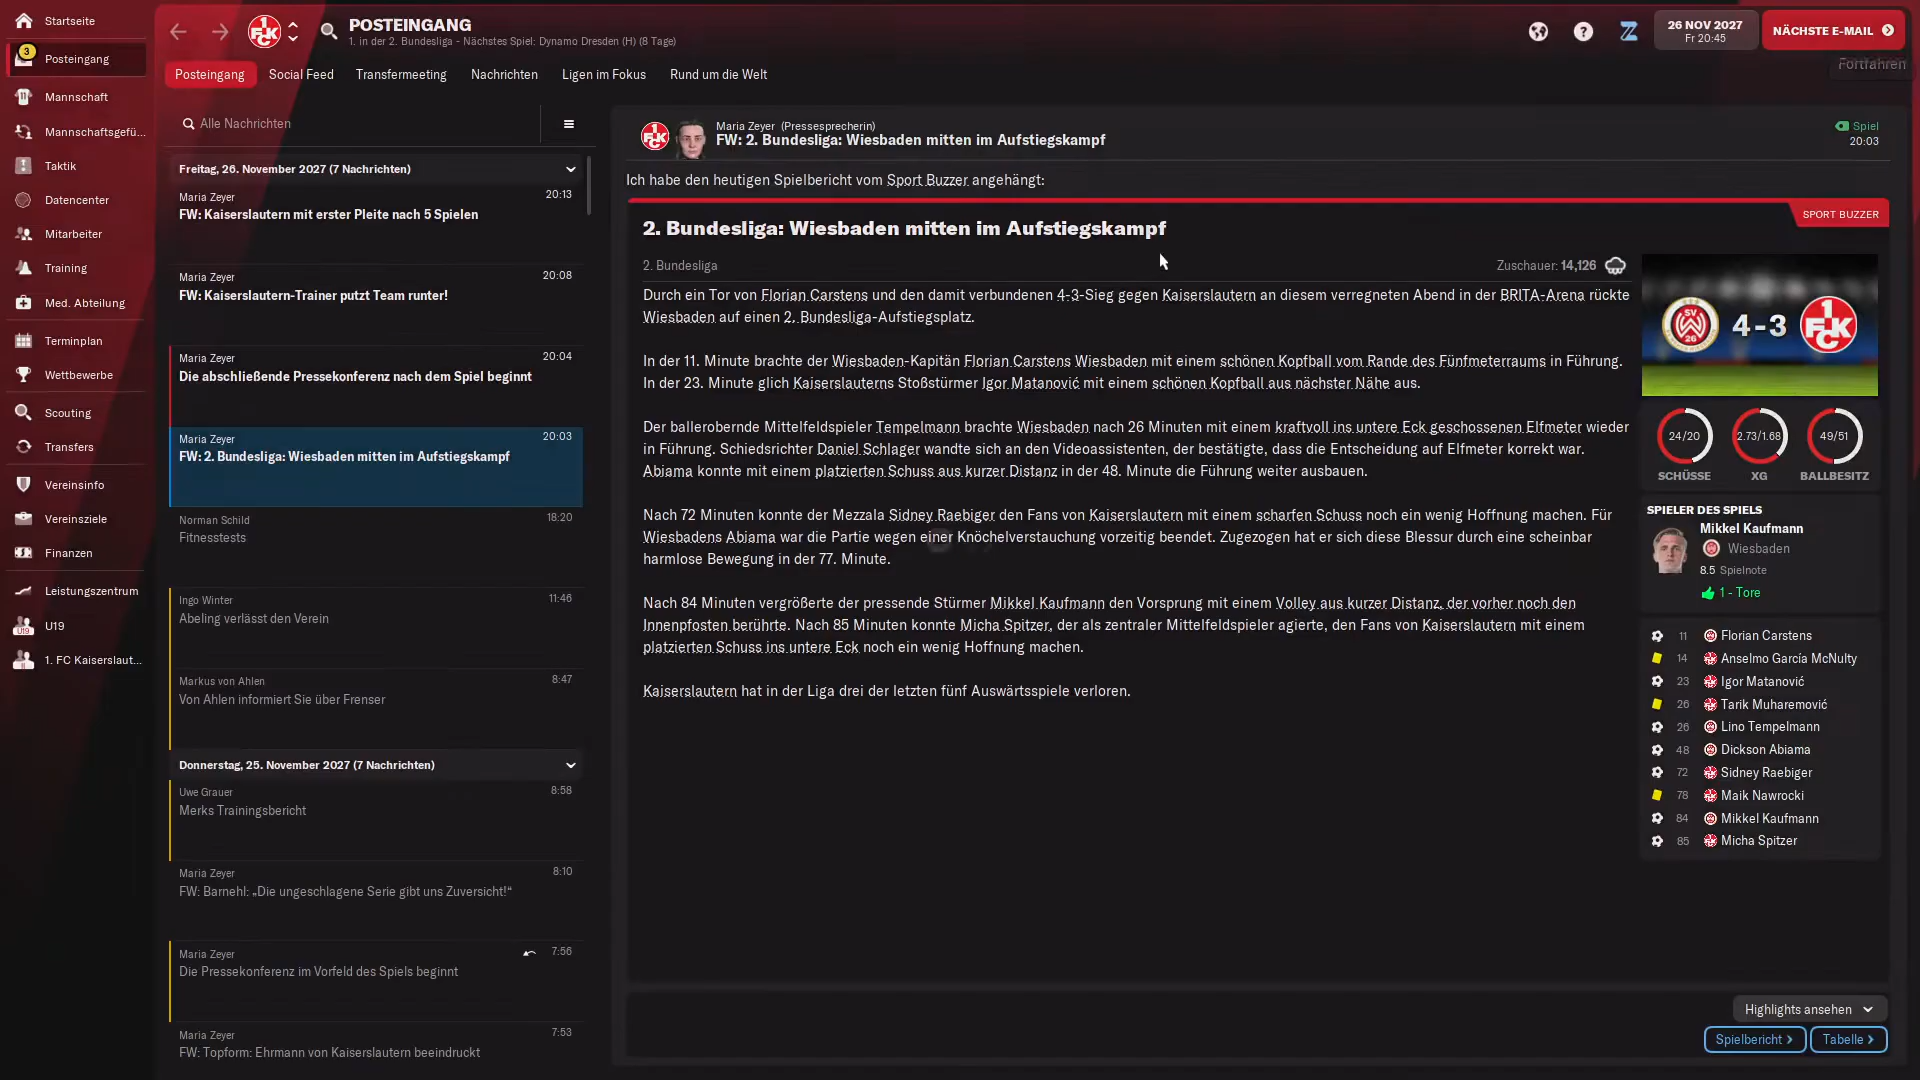 Startseite
3
Posteingang
Mannschaft
Mannschaftsgefü...
Taktik
Datencenter
Mitarbeiter
Training
Med. Abteilung
Terminplan
Wettbewerbe
Scouting
Transfers
Vereinsinfo
Vereinsziele
Finanzen
Leistungszentrum
U19
U19
1. FC Kaiserslaut...
POSTEINGANG
1. in der 2. Bundesliga - Nächstes Spiel: Dynamo Dresden (H) (8 Tage)
26 NOV 2027
Fr 20:45
NÄCHSTE E-MAIL
Fortfahren
Posteingang
Social Feed
Transfermeeting
Nachrichten
Ligen im Fokus
Rund um die Welt
Alle Nachrichten
Freitag, 26. November 2027 (7 Nachrichten)
Maria Zeyer 20:13
FW: Kaiserslautern mit erster Pleite nach 5 Spielen
Maria Zeyer 20:08
FW: Kaiserslautern-Trainer putzt Team runter!
Maria Zeyer 20:04
Die abschließende Pressekonferenz nach dem Spiel beginnt
Maria Zeyer 20:03
FW: 2. Bundesliga: Wiesbaden mitten im Aufstiegskampf
Norman Schild 18:20
Fitnesstests
Ingo Winter 11:46
Abeling verlässt den Verein
Markus von Ahlen 8:47
Von Ahlen informiert Sie über Frenser
Donnerstag, 25. November 2027 (7 Nachrichten)
Uwe Grauer 8:58
Merks Trainingsbericht
Maria Zeyer 8:10
FW: Barnehl: „Die ungeschlagene Serie gibt uns Zuversicht!“
Maria Zeyer 7:56
Die Pressekonferenz im Vorfeld des Spiels beginnt
Maria Zeyer 7:53
FW: Topform: Ehrmann von Kaiserslautern beeindruckt
Maria Zeyer (Pressesprecherin)
FW: 2. Bundesliga: Wiesbaden mitten im Aufstiegskampf
Spiel
20:03
Ich habe den heutigen Spielbericht vom Sport Buzzer angehängt:
SPORT BUZZER
2. Bundesliga: Wiesbaden mitten im Aufstiegskampf
2. Bundesliga
Zuschauer: 14,126
Durch ein Tor von Florian Carstens und den damit verbundenen 4-3-Sieg gegen Kaiserslautern an diesem verregneten Abend in der BRITA-Arena rückte
Wiesbaden auf einen 2. Bundesliga-Aufstiegsplatz.
In der 11. Minute brachte der Wiesbaden-Kapitän Florian Carstens Wiesbaden mit einem schönen Kopfball vom Rande des Fünfmeterraums in Führung.
In der 23. Minute glich Kaiserslauterns Stoßstürmer Igor Matanović mit einem schönen Kopfball aus nächster Nähe aus.
Der ballerobernde Mittelfeldspieler Tempelmann brachte Wiesbaden nach 26 Minuten mit einem kraftvoll ins untere Eck geschossenen Elfmeter wieder
in Führung. Schiedsrichter Daniel Schlager wandte sich an den Videoassistenten, der bestätigte, dass die Entscheidung auf Elfmeter korrekt war.
Abiama konnte mit einem platzierten Schuss aus kurzer Distanz in der 48. Minute die Führung weiter ausbauen.
Nach 72 Minuten konnte der Mezzala Sidney Raebiger den Fans von Kaiserslautern mit einem scharfen Schuss noch ein wenig Hoffnung machen. Für
Wiesbadens Abiama war die Partie wegen einer Knöchelverstauchung vorzeitig beendet. Zugezogen hat er sich diese Blessur durch eine scheinbar
harmlose Bewegung in der 77. Minute.
Nach 84 Minuten vergrößerte der pressende Stürmer Mikkel Kaufmann den Vorsprung mit einem Volley aus kurzer Distanz, der vorher noch den
Innenpfosten berührte. Nach 85 Minuten konnte Micha Spitzer, der als zentraler Mittelfeldspieler agierte, den Fans von Kaiserslautern mit einem
platzierten Schuss ins untere Eck noch ein wenig Hoffnung machen.
Kaiserslautern hat in der Liga drei der letzten fünf Auswärtsspiele verloren.
4-3
24/20
2.73/1.68
49/51
SCHÜSSE
XG
BALLBESITZ
SPIELER DES SPIELS
Mikkel Kaufmann
Wiesbaden
8.5 Spielnote
1 - Tore
11 Florian Carstens
14 Anselmo García McNulty
23 Igor Matanović
26 Tarik Muharemović
26 Lino Tempelmann
48 Dickson Abiama
72 Sidney Raebiger
78 Maik Nawrocki
84 Mikkel Kaufmann
85 Micha Spitzer
Highlights ansehen
Spielbericht
Tabelle